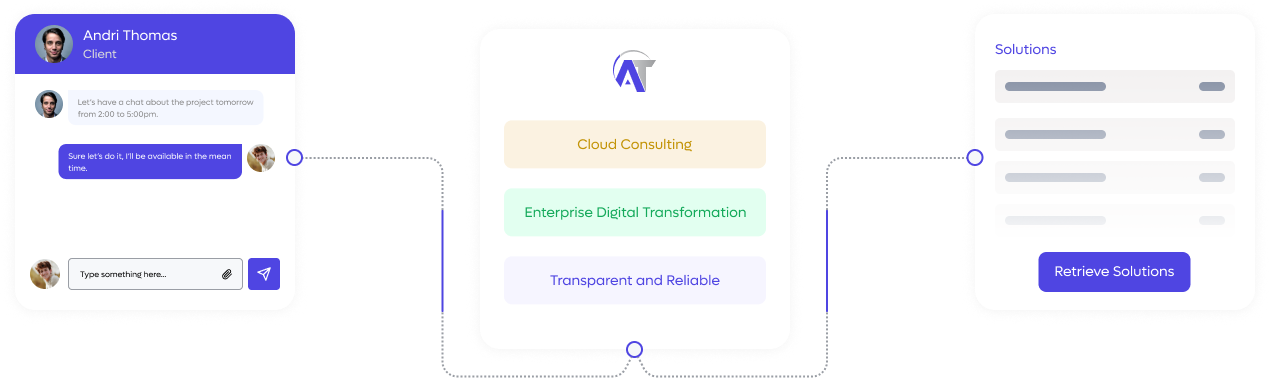 Andri Thomas
Client
Let's have a chat about the project tomorrow
from 2:00 to 5:00pm.
Sure let's do it, I'll be available in the mean
time.
Type something here...
AT
Cloud Consulting
Enterprise Digital Transformation
Transparent and Reliable
Solutions
Retrieve Solutions